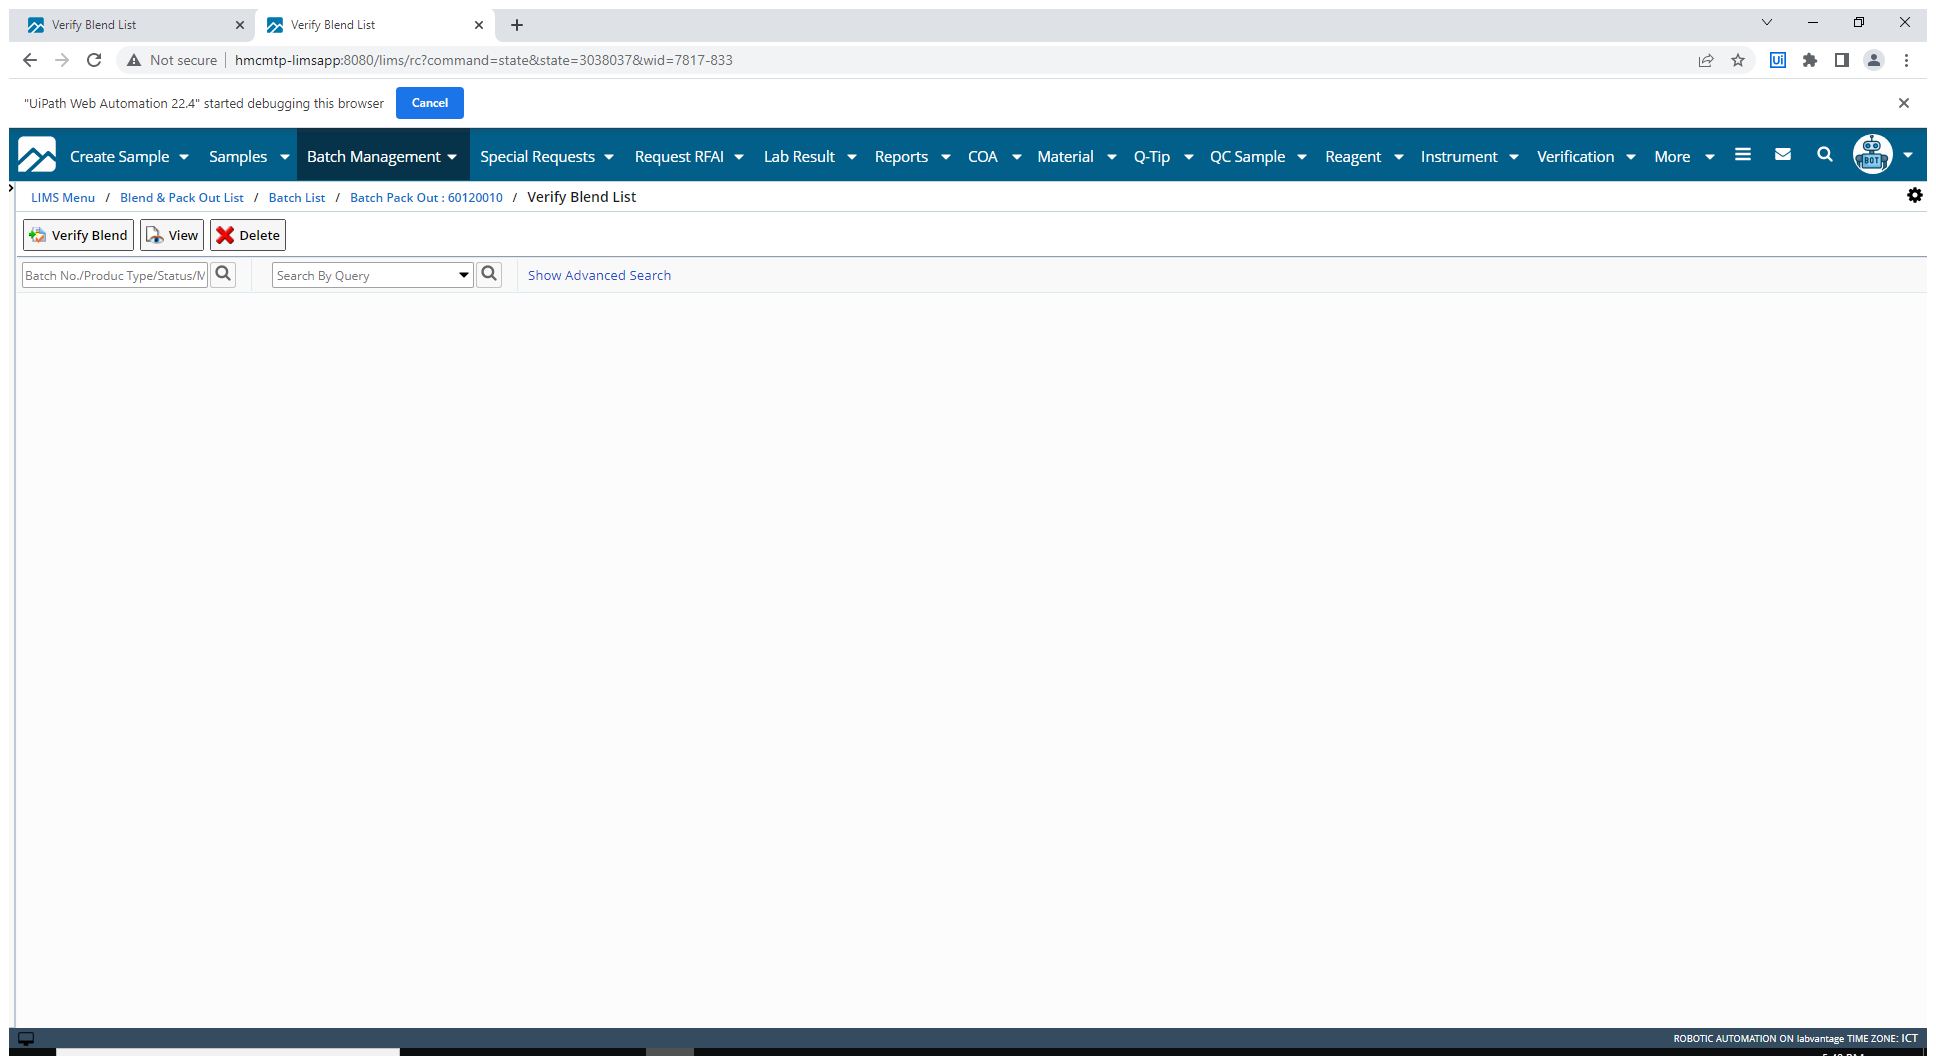 Verify Blend List
Verify Blend List
Not secure hmcmtp-limsapp:8080/lims/rc?command=state&state=3038037&wid=7817-833
Ui
"UiPath Web Automation 22.4" started debugging this browser Cancel
Create Sample Samples Batch Management Special Requests Request RFAI Lab Result Reports COA Material Q-Tip QC Sample Reagent Instrument Verification More
BOT
LIMS Menu / Blend & Pack Out List / Batch List / Batch Pack Out : 60120010 / Verify Blend List
Verify Blend View Delete
Batch No./Produc Type/Status/M Search By Query Show Advanced Search
ROBOTIC AUTOMATION ON labvantage TIME ZONE: ICT